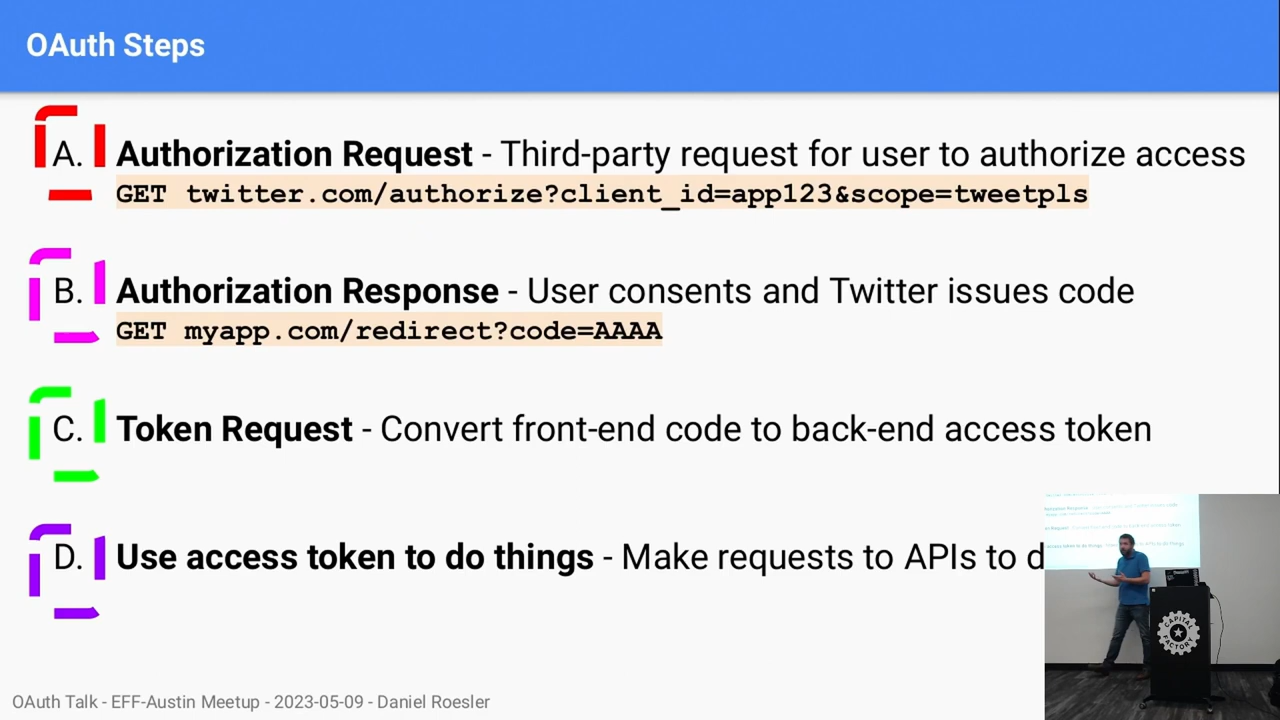 OAuth Steps
A. Authorization Request - Third-party request for user to authorize access
GET twitter.com/authorize?client_id=app123&scope=tweetpls
B. Authorization Response - User consents and Twitter issues code
GET myapp.com/redirect?code=AAAA
C. Token Request - Convert front-end code to back-end access token
D. Use access token to do things - Make requests to APIs to d
CAPITAL
FACTORY
OAuth Talk - EFF-Austin Meetup - 2023-05-09 - Daniel Roesler